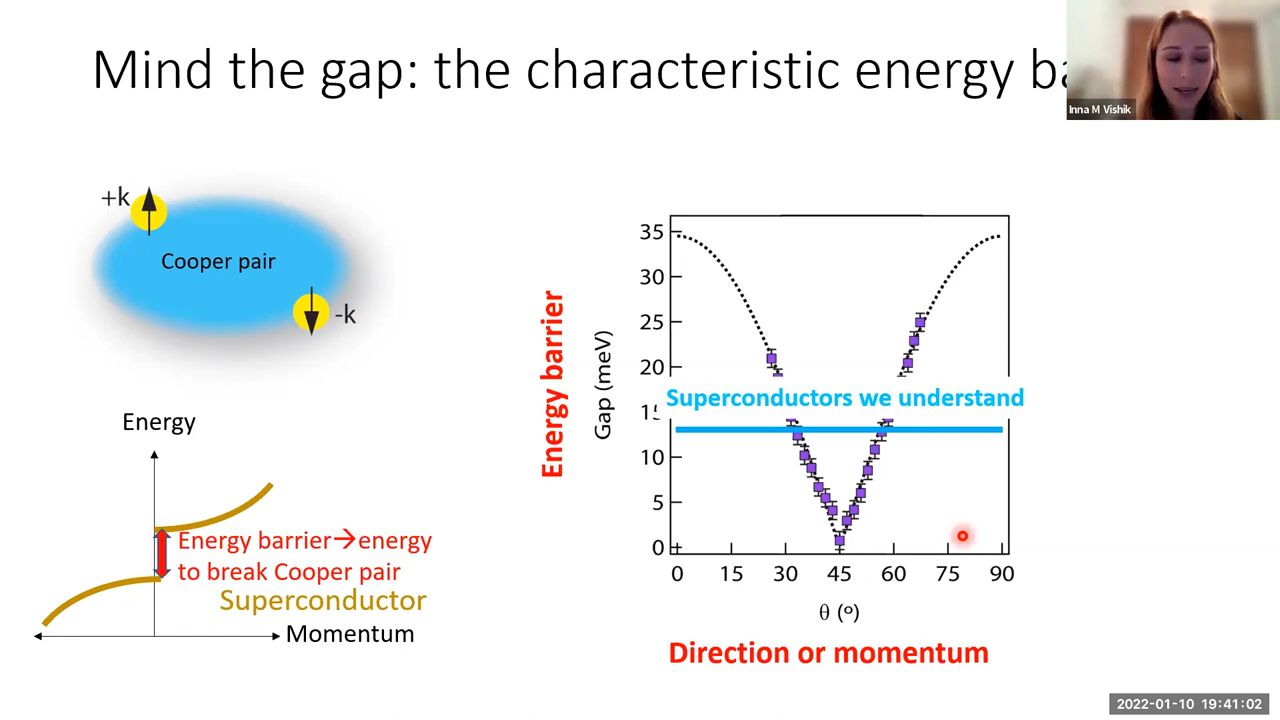 Mind the gap: the characteristic energy
Inna M Vishik
+k
Cooper pair
-k
Energy
Energy barrier→energy
to break Cooper pair
Superconductor
Momentum
Energy barrier
Gap (meV)
35
30
25
20
Superconductors we understand
10
5
0
0 15 30 45 60 75 90
θ (°)
Direction or momentum
2022-01-10 19:41:02